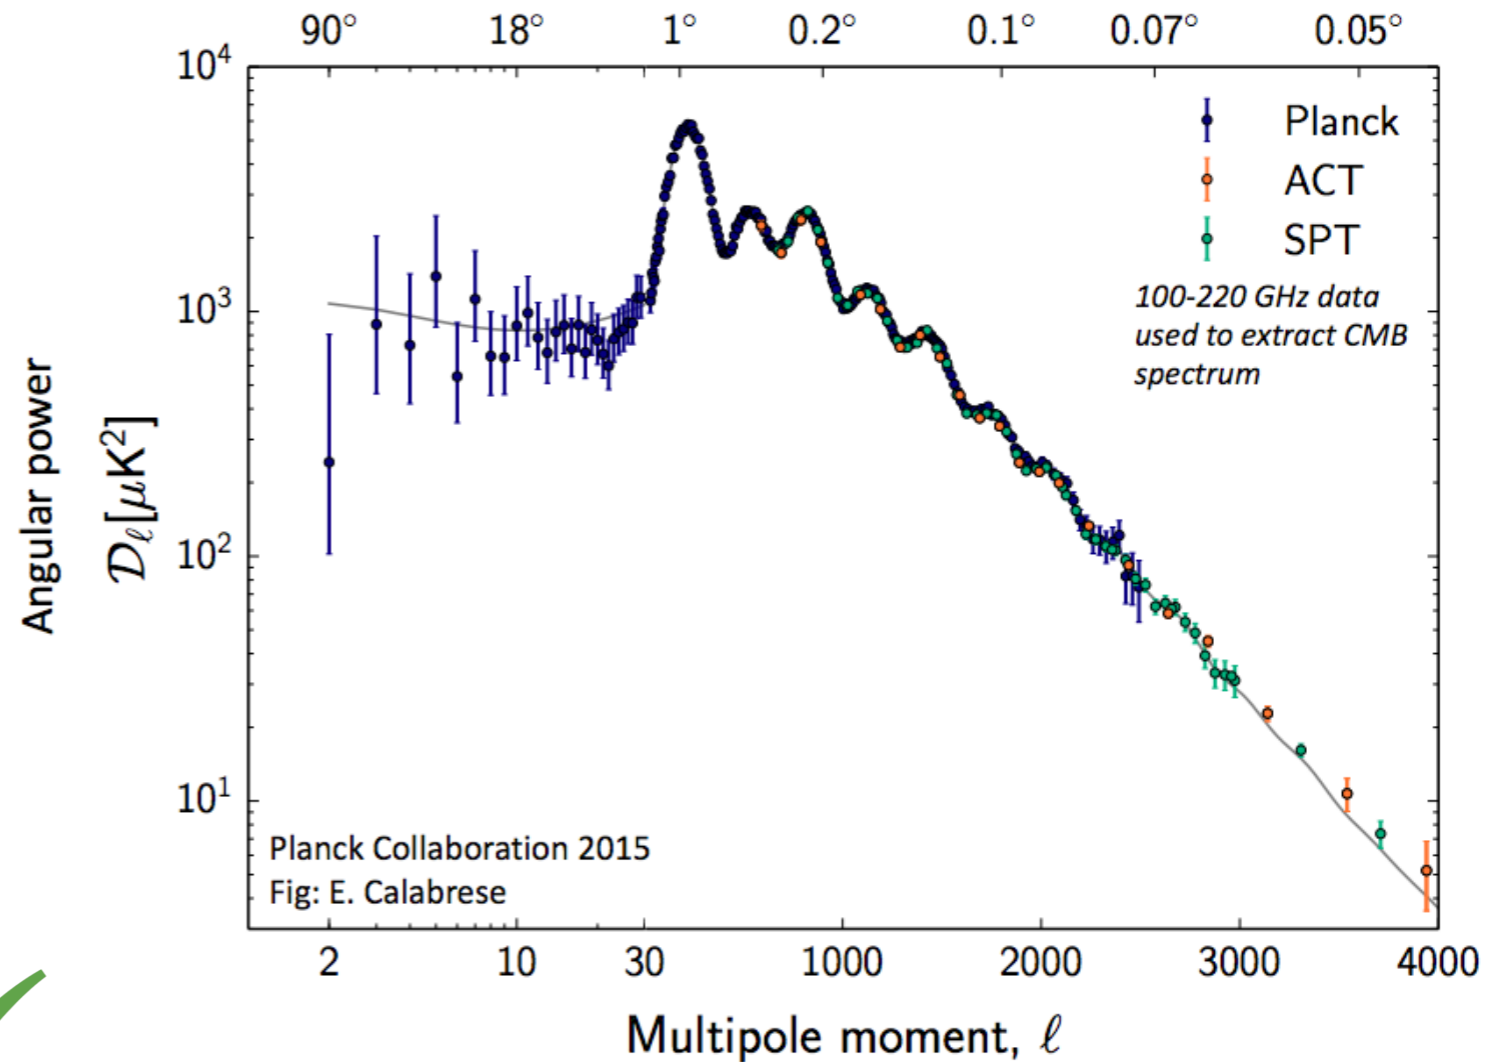 90° 18° 1° 0.2° 0.1° 0.07° 0.05°
10⁴
10³
10²
10¹
Angular power
𝒟ℓ[μK²]
Planck
ACT
SPT
100-220 GHz data
used to extract CMB
spectrum
Planck Collaboration 2015
Fig: E. Calabrese
2 10 30 1000 2000 3000 4000
Multipole moment, ℓ